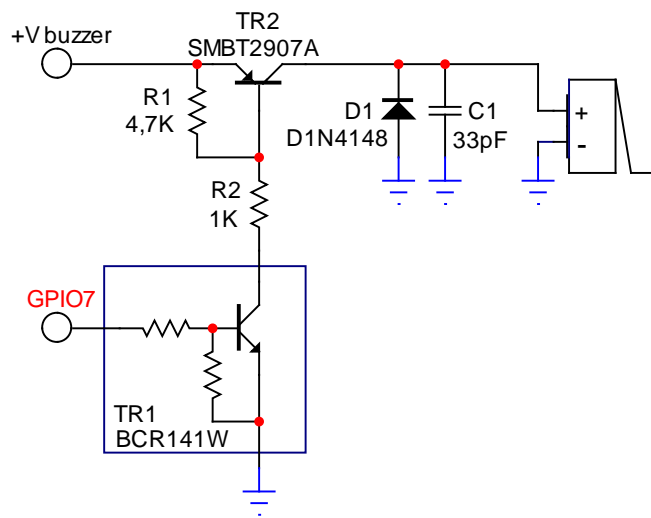 TR2
+V buzzer
SMBT2907A
R1
4,7K
D1
D1N4148
C1
33pF
+
-
R2
1K
GPIO7
TR1
BCR141W